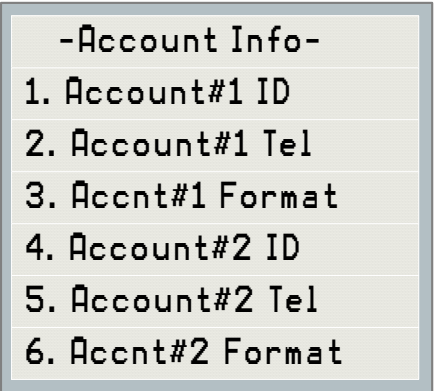 -Account Info-
1. Account#1 ID
2. Account#1 Tel
3. Accnt#1 Format
4. Account#2 ID
5. Account#2 Tel
6. Accnt#2 Format